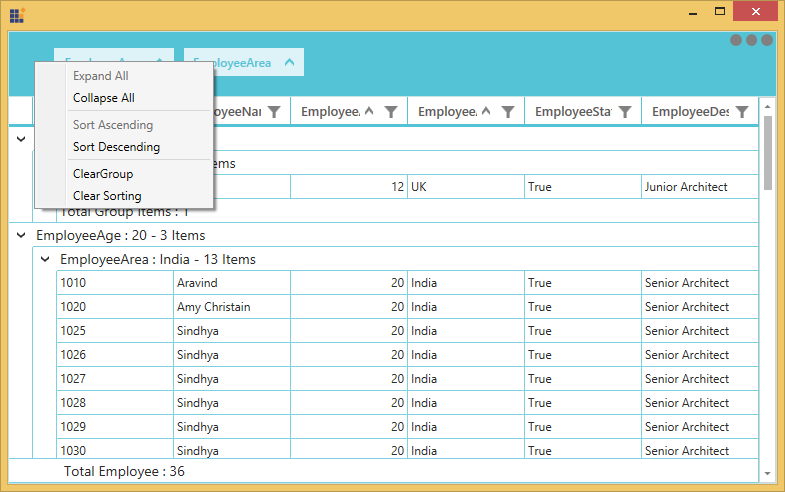 EmployeeArea
Expand All
Collapse All
Sort Ascending
Sort Descending
ClearGroup
Clear Sorting
Employee
Employee
EmployeeStat
EmployeeDes
12 UK True Junior Architect
Total Group Items : 1
EmployeeAge : 20 - 3 Items
EmployeeArea : India - 13 Items
1010 Aravind 20 India True Senior Architect
1020 Amy Christain 20 India True Senior Architect
1025 Sindhya 20 India True Senior Architect
1026 Sindhya 20 India True Senior Architect
1027 Sindhya 20 India True Senior Architect
1028 Sindhya 20 India True Senior Architect
1029 Sindhya 20 India True Senior Architect
1030 Sindhya 20 India True Senior Architect
Total Employee : 36